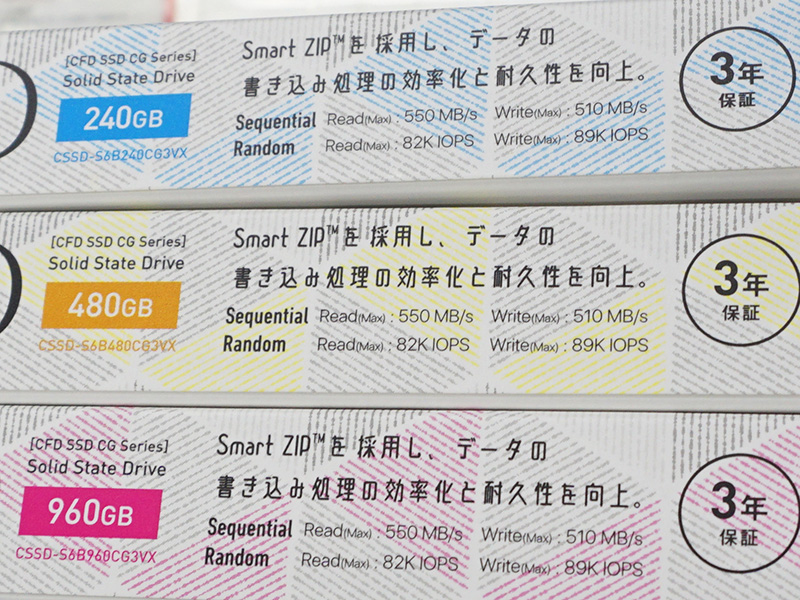 [CFD SSD CG Series]
Solid State Drive
240GB
CSSD-S6B240CG3VX
Smart ZIP™を採用し、データの
書き込み処理の効率化と耐久性を向上。
Sequential Read(Max) : 550 MB/s Write(Max) : 510 MB/s
Random Read(Max) : 82K IOPS Write(Max) : 89K IOPS
3年
保証
[CFD SSD CG Series]
Solid State Drive
480GB
CSSD-S6B480CG3VX
Smart ZIP™を採用し、データの
書き込み処理の効率化と耐久性を向上。
Sequential Read(Max) : 550 MB/s Write(Max) : 510 MB/s
Random Read(Max) : 82K IOPS Write(Max) : 89K IOPS
3年
保証
[CFD SSD CG Series]
Solid State Drive
960GB
CSSD-S6B960CG3VX
Smart ZIP™を採用し、データの
書き込み処理の効率化と耐久性を向上。
Sequential Read(Max) : 550 MB/s Write(Max) : 510 MB/s
Random Read(Max) : 82K IOPS Write(Max) : 89K IOPS
3年
保証